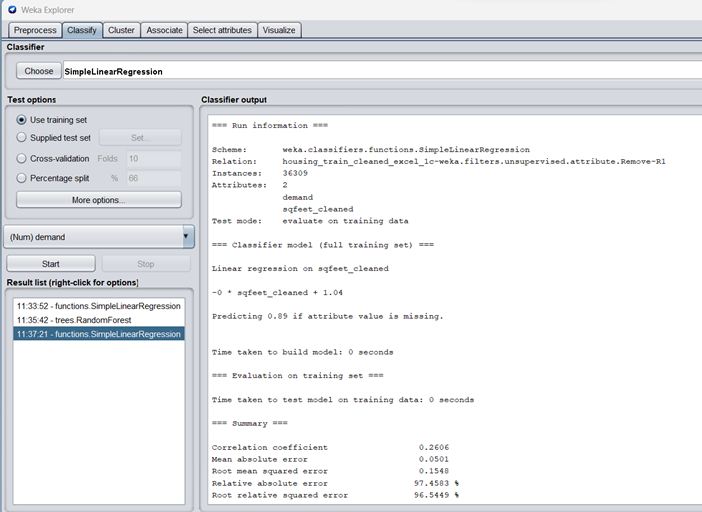 Weka Explorer
Preprocess Classify Cluster Associate Select attributes Visualize
Classifier
Choose SimpleLinearRegression
Test options
Use training set
Supplied test set Set...
Cross-validation Folds 10
Percentage split % 66
More options...
(Num) demand
Start Stop
Result list (right-click for options)
11:33:52 - functions.SimpleLinearRegression
11:35:42 - trees.RandomForest
11:37:21 - functions.SimpleLinearRegression
Classifier output
=== Run information ===
Scheme: weka.classifiers.functions.SimpleLinearRegression
Relation: housing_train_cleaned_excel_1c-weka.filters.unsupervised.attribute.Remove-R1
Instances: 36309
Attributes: 2
demand
sqfeet_cleaned
Test mode: evaluate on training data
=== Classifier model (full training set) ===
Linear regression on sqfeet_cleaned
-0 * sqfeet_cleaned + 1.04
Predicting 0.89 if attribute value is missing.
Time taken to build model: 0 seconds
=== Evaluation on training set ===
Time taken to test model on training data: 0 seconds
=== Summary ===
Correlation coefficient 0.2606
Mean absolute error 0.0501
Root mean squared error 0.1548
Relative absolute error 97.4583 %
Root relative squared error 96.5449 %